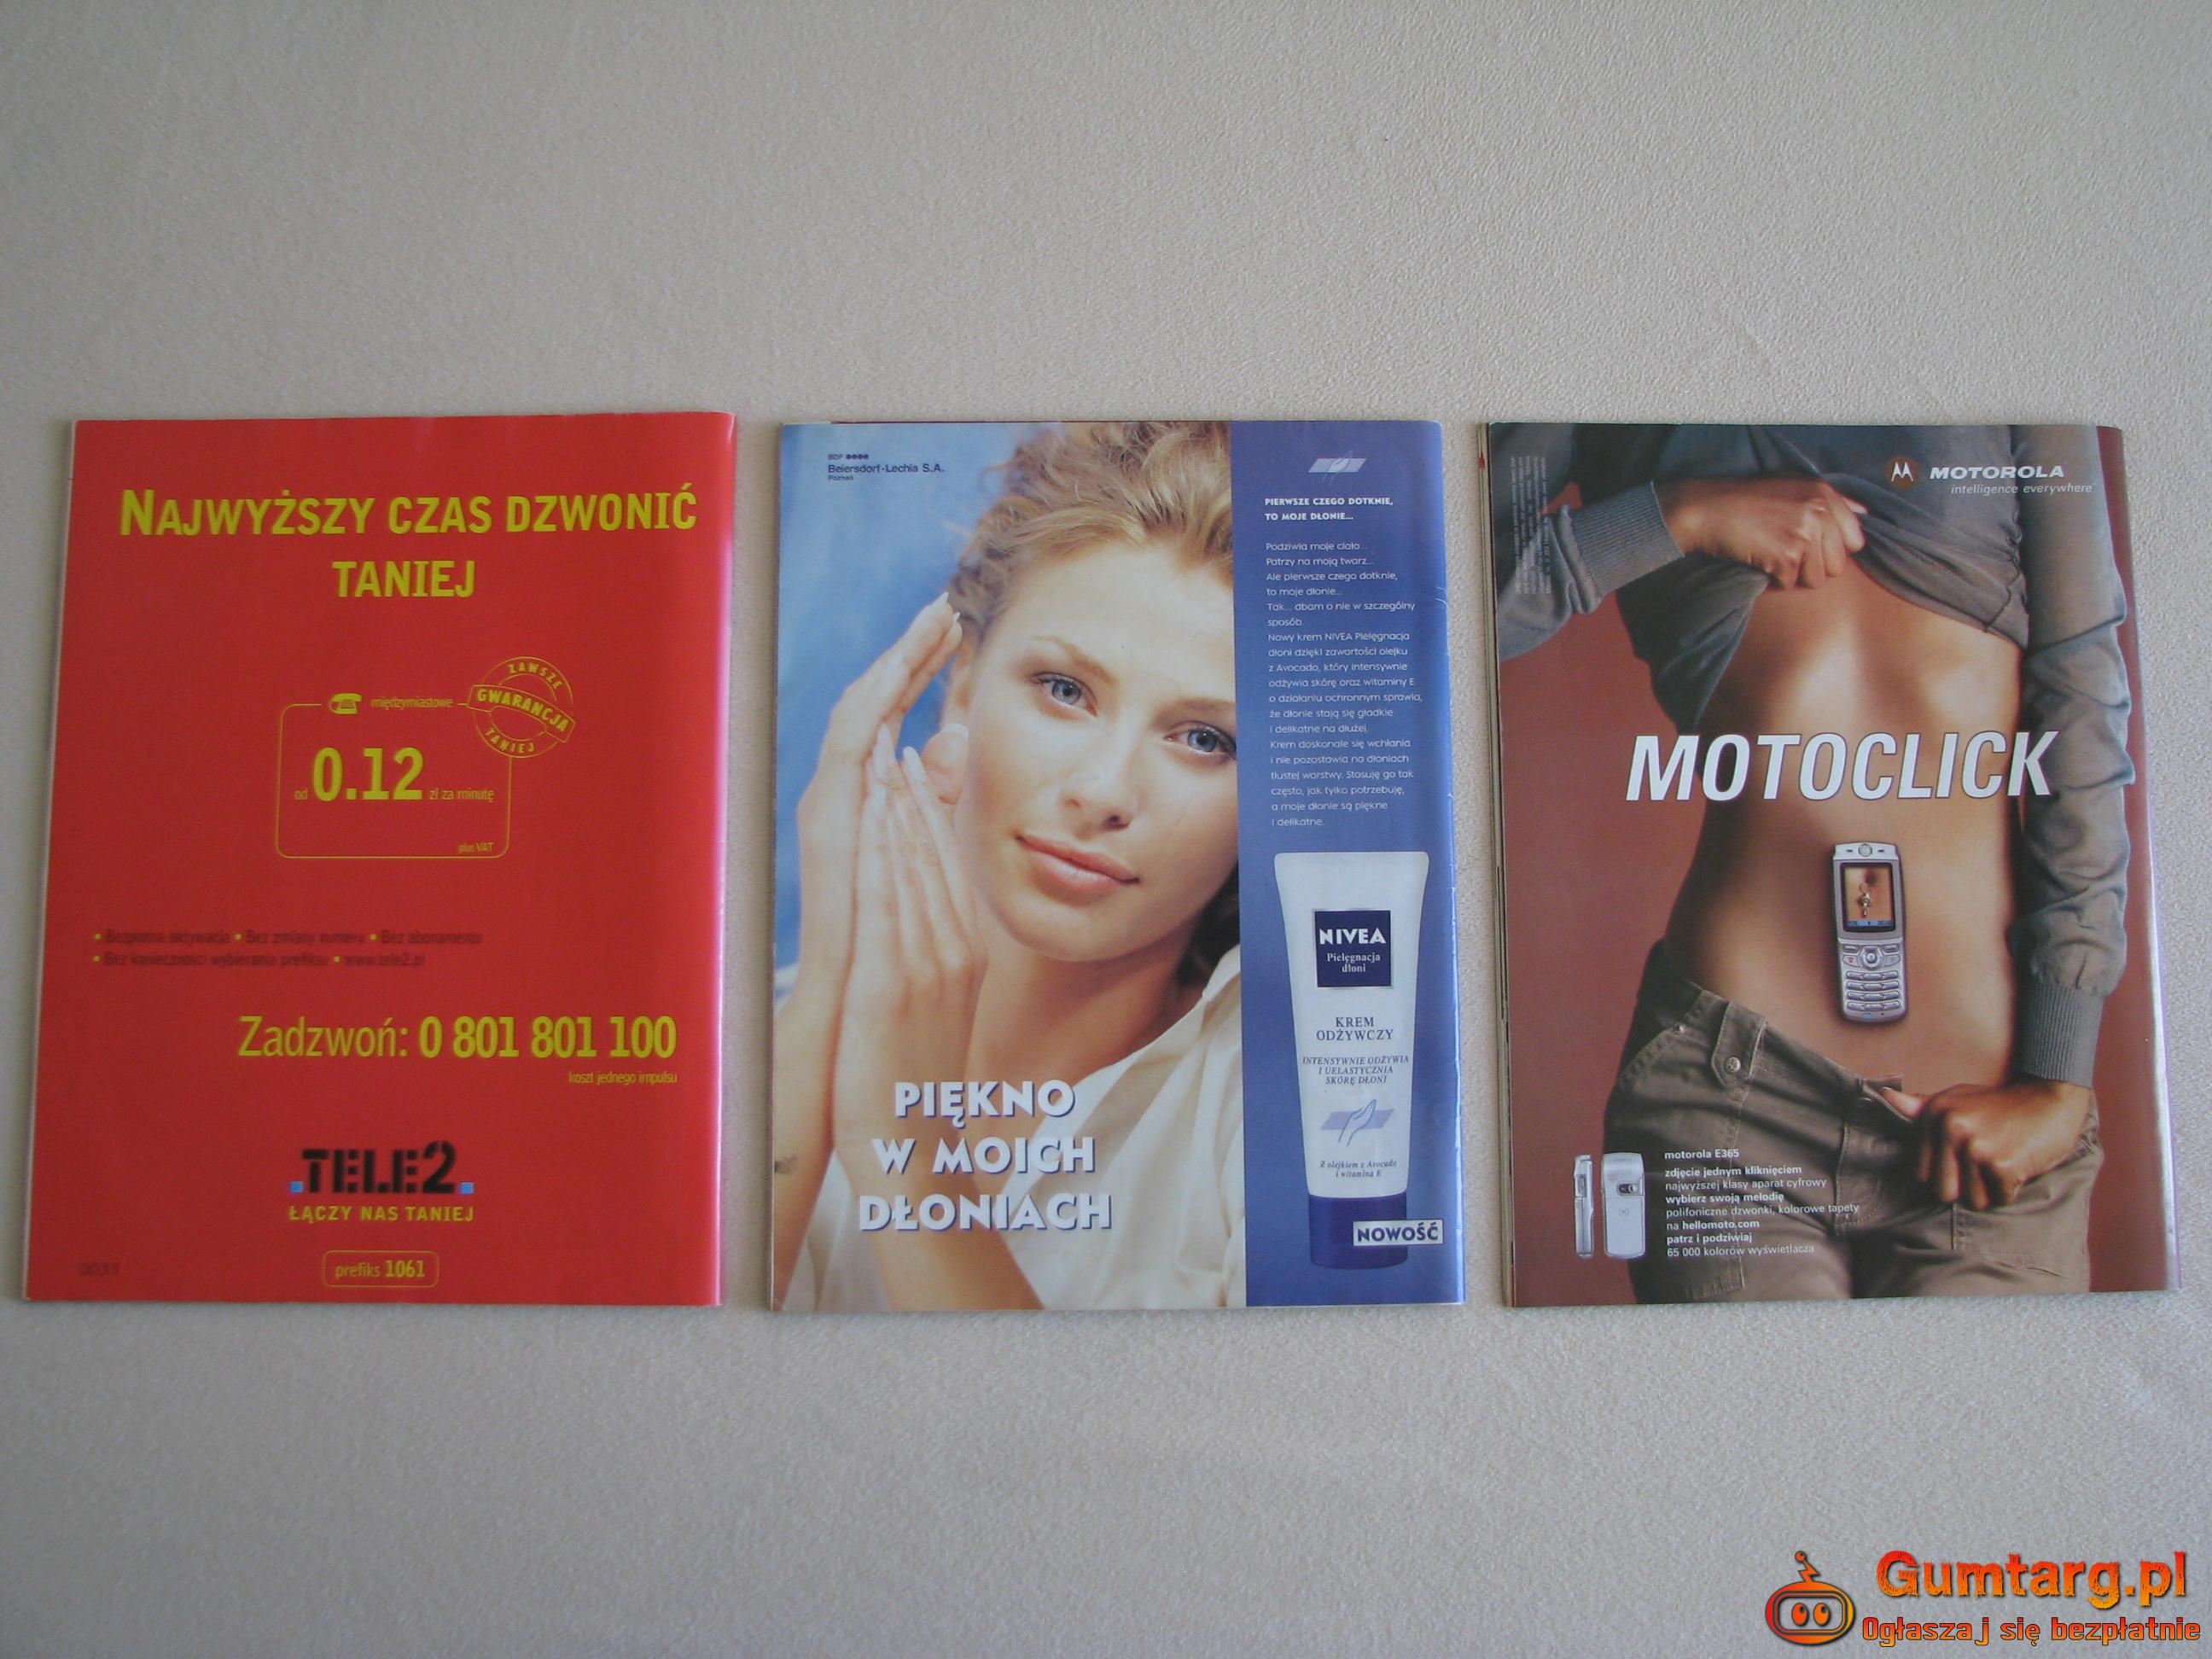 NAJWYŻSZY CZAS DZWONIĆ
TANIEJ
ZAWSZE
GWARANCJA
TANIEJ
międzymiastowe
od 0.12 zł za minutę
plus VAT
• Bezpłatna aktywacja • Bez zmiany numeru • Bez abonamentu
• Bez konieczności wybierania prefiksu • www.tele2.pl
Zadzwoń: 0 801 801 100
koszt jednego impulsu
TELE2
ŁĄCZY NAS TANIEJ
prefiks 1061
0035
BDF
Beiersdorf-Lechia S.A.
Poznań
PIERWSZE CZEGO DOTKNIE,
TO MOJE DŁONIE...
Podziwia moje ciało...
Patrzy na moją twarz...
Ale pierwsze czego dotknie,
to moje dłonie...
Tak... dbam o nie w szczególny
sposób.
Nowy krem NIVEA Pielęgnacja
dłoni dzięki zawartości olejku
z Avocado, który intensywnie
odżywia skórę oraz witaminy E
o działaniu ochronnym sprawia,
że dłonie stają się gładkie
i delikatne na dłużej.
Krem doskonale się wchłania
i nie pozostawia na dłoniach
tłustej warstwy. Stosuję go tak
często, jak tylko potrzebuję,
a moje dłonie są piękne
i delikatne.
NIVEA
Pielęgnacja
dłoni
KREM
ODŻYWCZY
INTENSYWNIE ODŻYWIA
I UELASTYCZNIA
SKÓRĘ DŁONI
Z olejkiem z Avocado
i witaminą E
NOWOŚĆ
PIĘKNO
W MOICH
DŁONIACH
MOTOROLA
intelligence everywhere
MOTOCLICK
motorola E365
zdjęcie jednym kliknięciem
najwyższej klasy aparat cyfrowy
wybierz swoją melodię
polifoniczne dzwonki, kolorowe tapety
na hellomoto.com
patrz i podziwiaj
65 000 kolorów wyświetlacza
Gumtarg.pl
Ogłaszaj się bezpłatnie